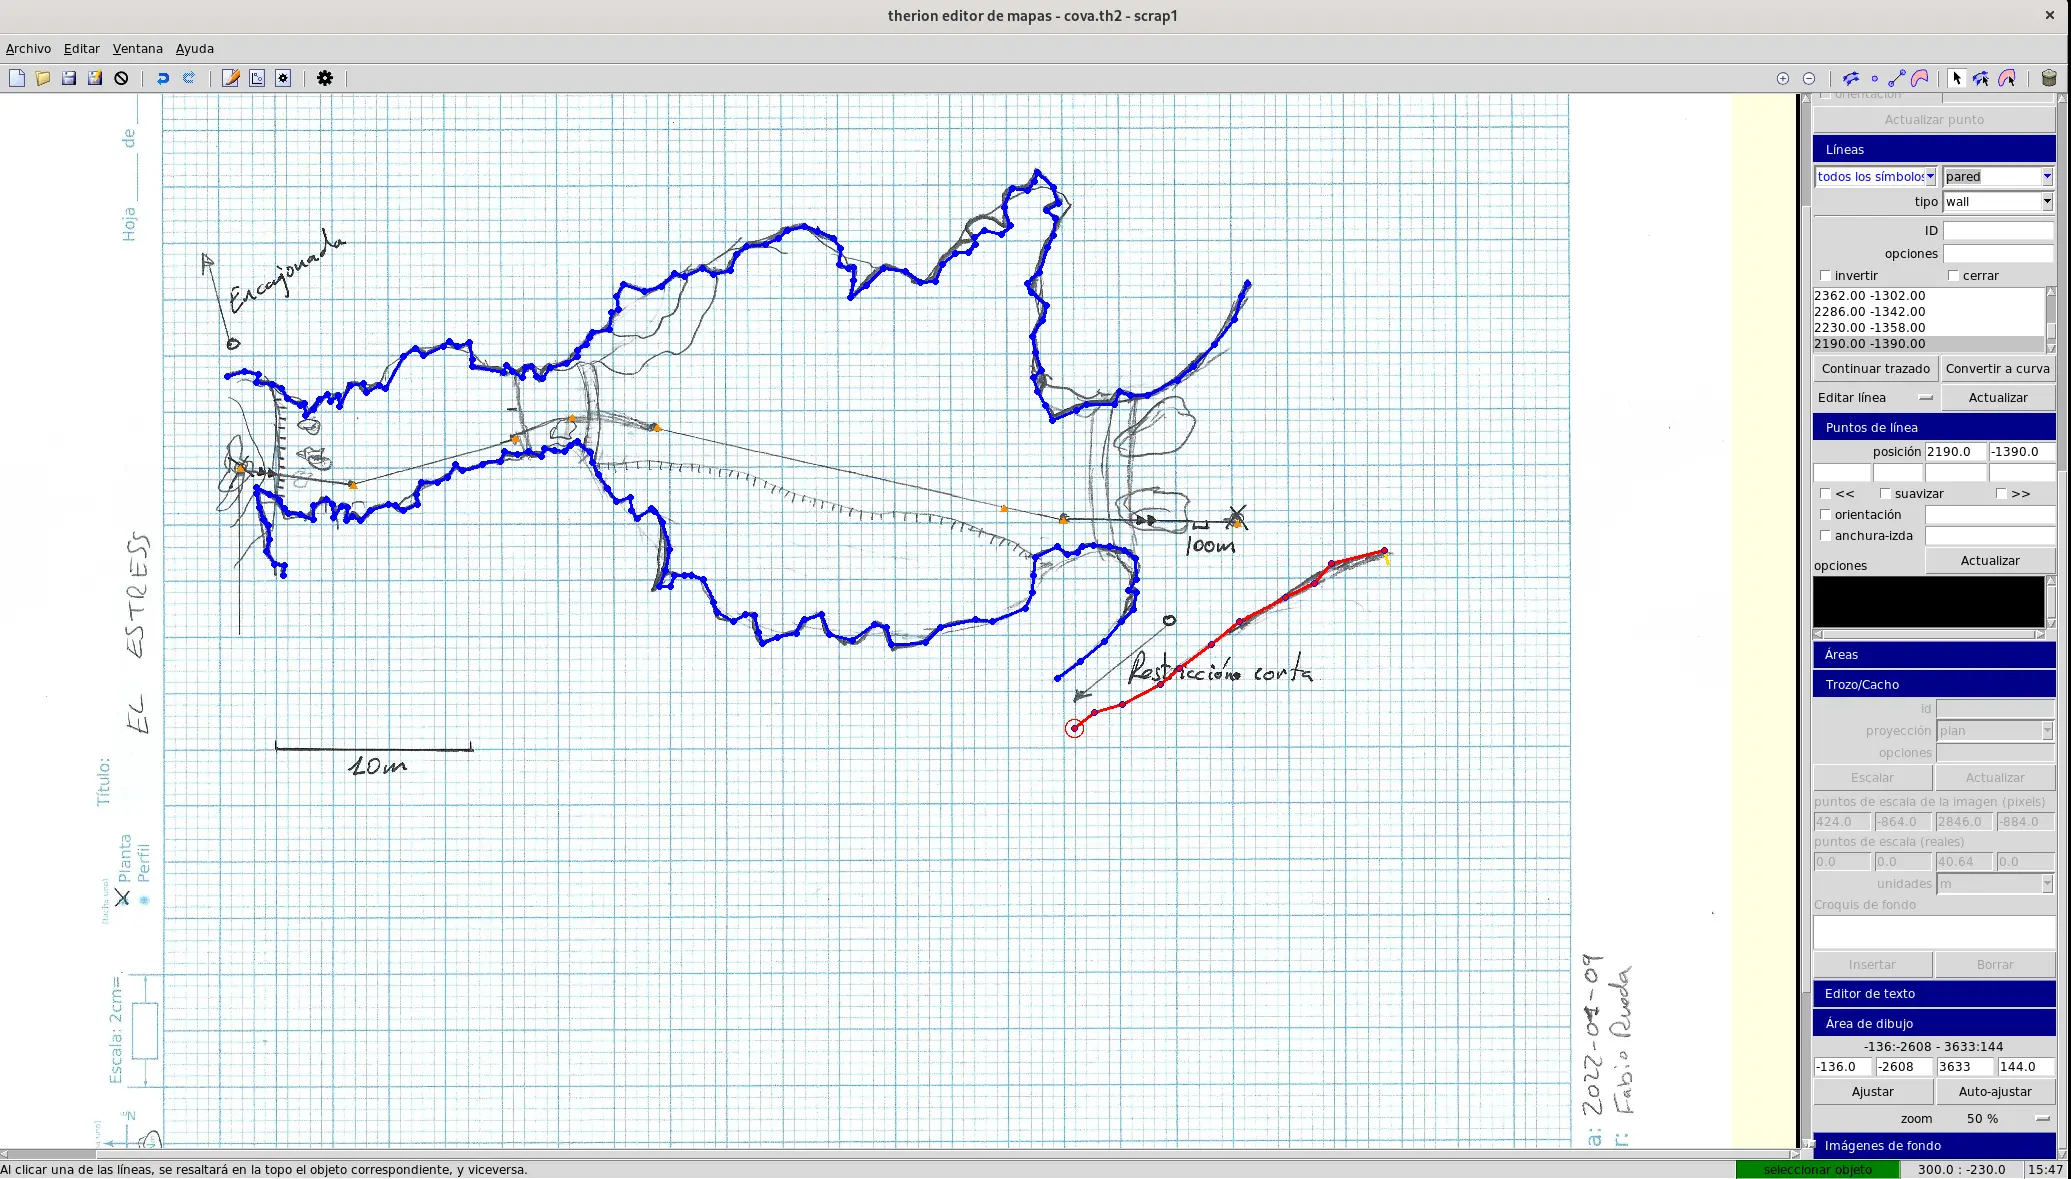 therion editor de mapas - cova.th2 - scrap1
Archivo Editar Ventana Ayuda
orientación
Actualizar punto
Líneas
todos los símbolos pared
tipo wall
ID
opciones
invertir cerrar
2362.00 -1302.00
2286.00 -1342.00
2230.00 -1358.00
2190.00 -1390.00
Continuar trazado Convertir a curva
Editar línea Actualizar
Puntos de línea
posición 2190.0 -1390.0
<< suavizar >>
orientación
anchura-izda
opciones Actualizar
Áreas
Trozo/Cacho
id
proyección plan
opciones
Escalar Actualizar
puntos de escala de la imagen (pixels)
424.0 -864.0 2846.0 -884.0
puntos de escala (reales)
0.0 0.0 40.64 0.0
unidades m
Croquis de fondo
Insertar Borrar
Editor de texto
Área de dibujo
-136:-2608 - 3633:144
-136.0 -2608 3633 144.0
Ajustar Auto-ajustar
zoom 50 %
Imágenes de fondo
Hoja de
Encajonada
100m
Restricción corta
10m
Título: EL ESTRESS
X Planta
Perfil
Escala: 2cm=
N
a: 2022-04-09
r: Fabio Rueda
Al clicar una de las líneas, se resaltará en la topo el objeto correspondiente, y viceversa.
seleccionar objeto 300.0 : -230.0 15:47